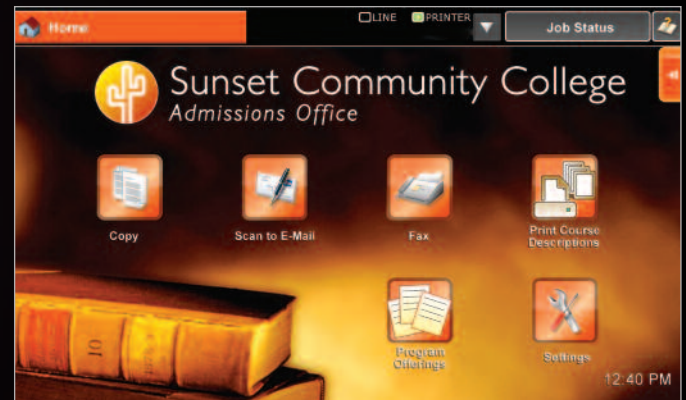 Home
LINE
PRINTER
Job Status
Sunset Community College
Admissions Office
Copy
Scan to E-Mail
Fax
Print Course
Descriptions
10
Program
Offerings
Settings
12:40 PM